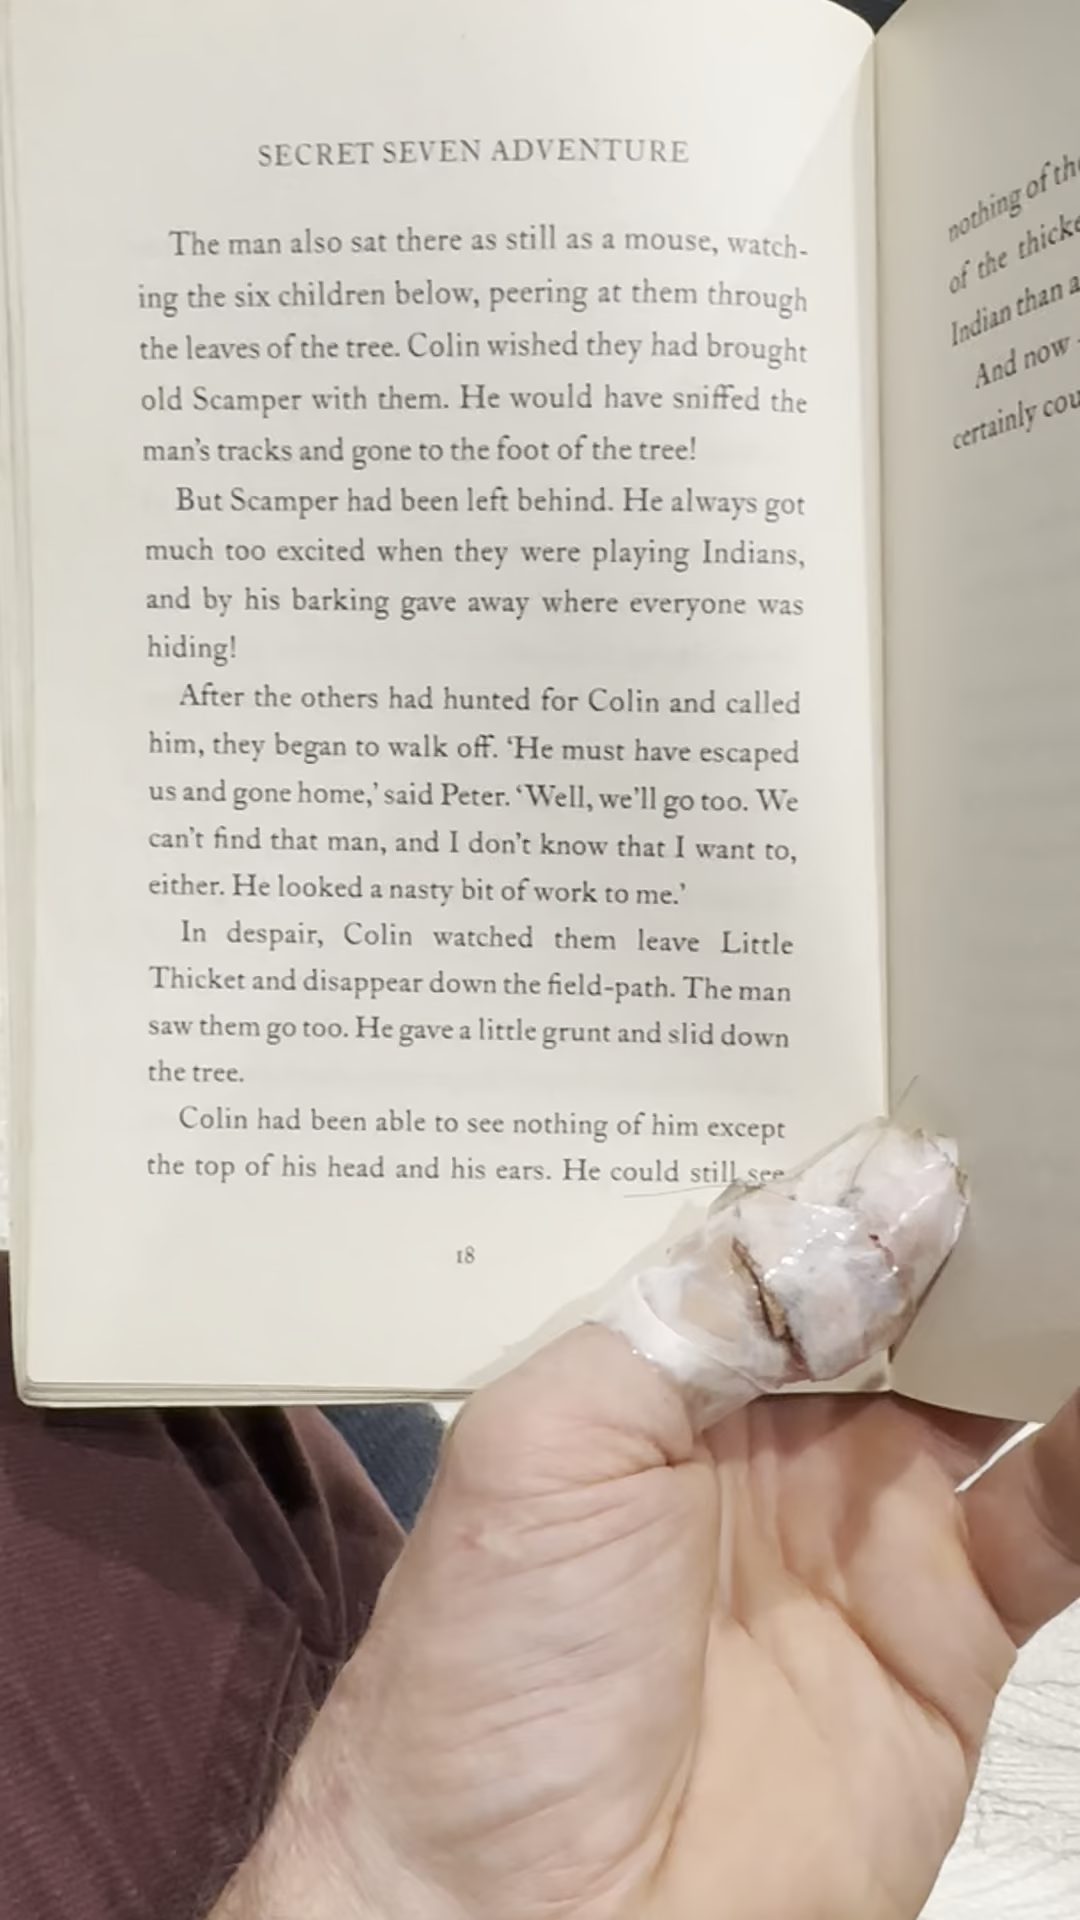 SECRET SEVEN ADVENTURE
The man also sat there as still as a mouse, watch-
ing the six children below, peering at them through
the leaves of the tree. Colin wished they had brought
old Scamper with them. He would have sniffed the
man's tracks and gone to the foot of the tree!
But Scamper had been left behind. He always got
much too excited when they were playing Indians,
and by his barking gave away where everyone was
hiding!
After the others had hunted for Colin and called
him, they began to walk off. ‘He must have escaped
us and gone home,’ said Peter. ‘Well, we'll go too. We
can't find that man, and I don't know that I want to,
either. He looked a nasty bit of work to me.’
In despair, Colin watched them leave Little
Thicket and disappear down the field-path. The man
saw them go too. He gave a little grunt and slid down
the tree.
Colin had been able to see nothing of him except
the top of his head and his ears. He could still see
18
nothing of
of the
Indian than
And now
certainly